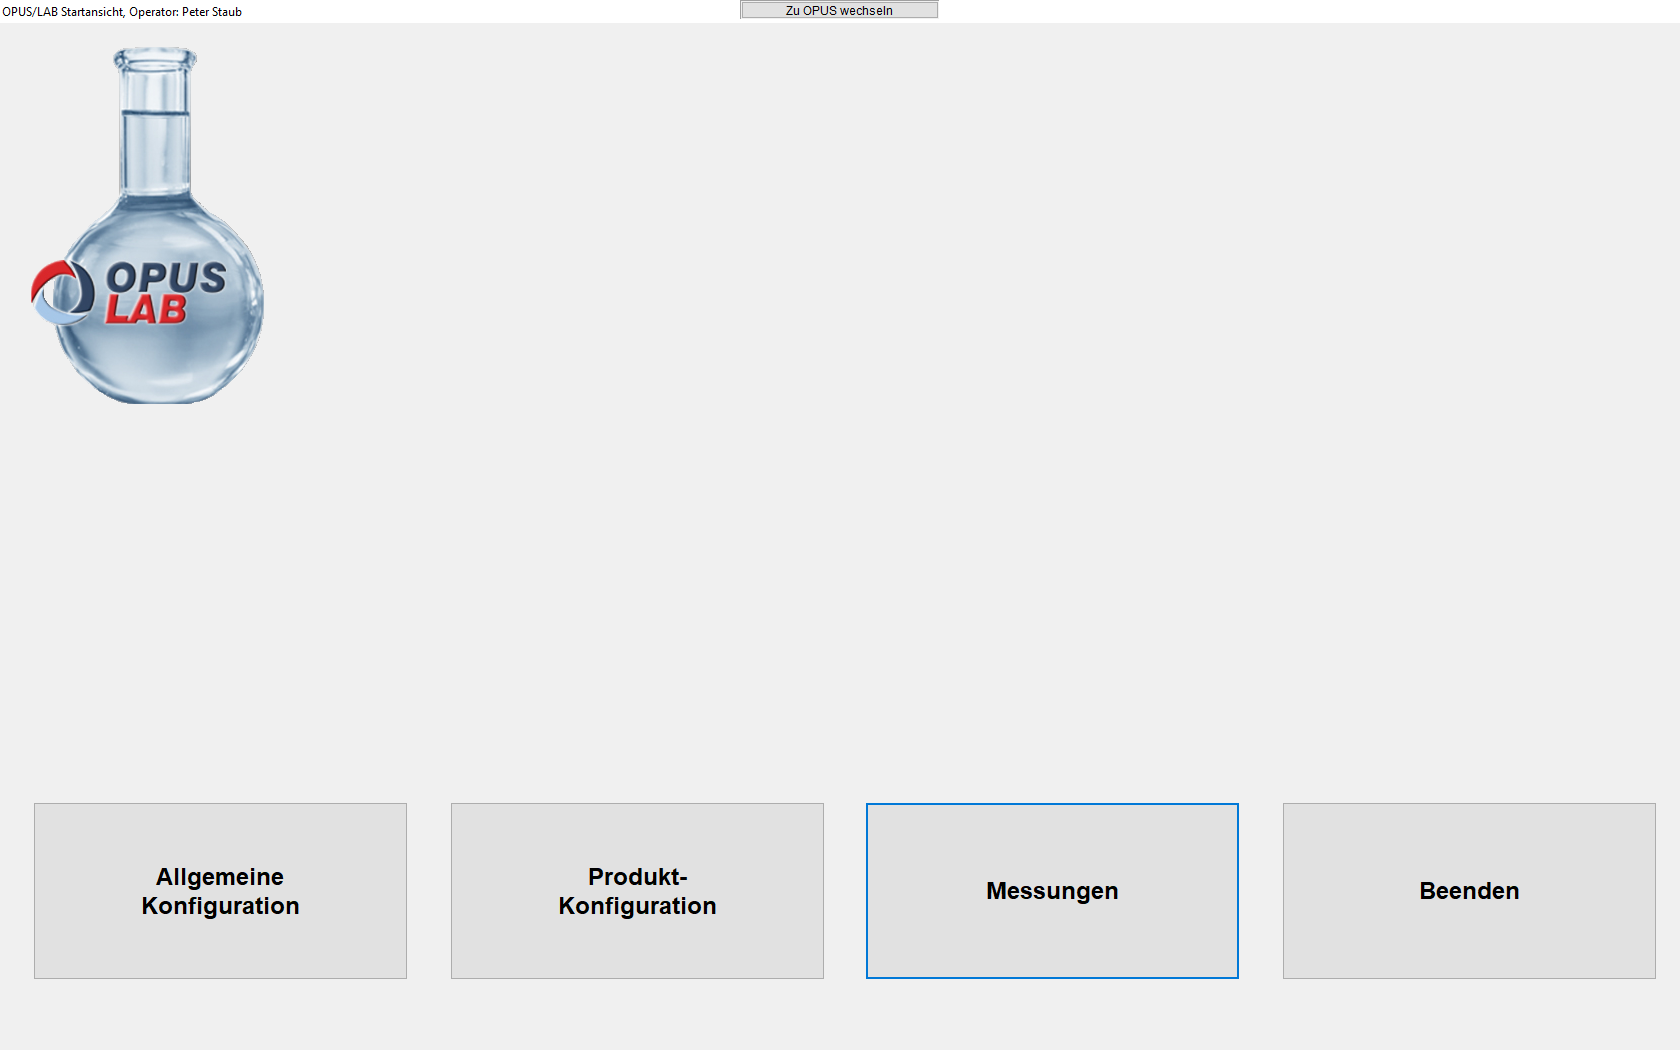 OPUS/LAB Startansicht, Operator: Peter Staub
Zu OPUS wechseln
OPUS
LAB
Allgemeine
Konfiguration
Produkt-
Konfiguration
Messungen
Beenden